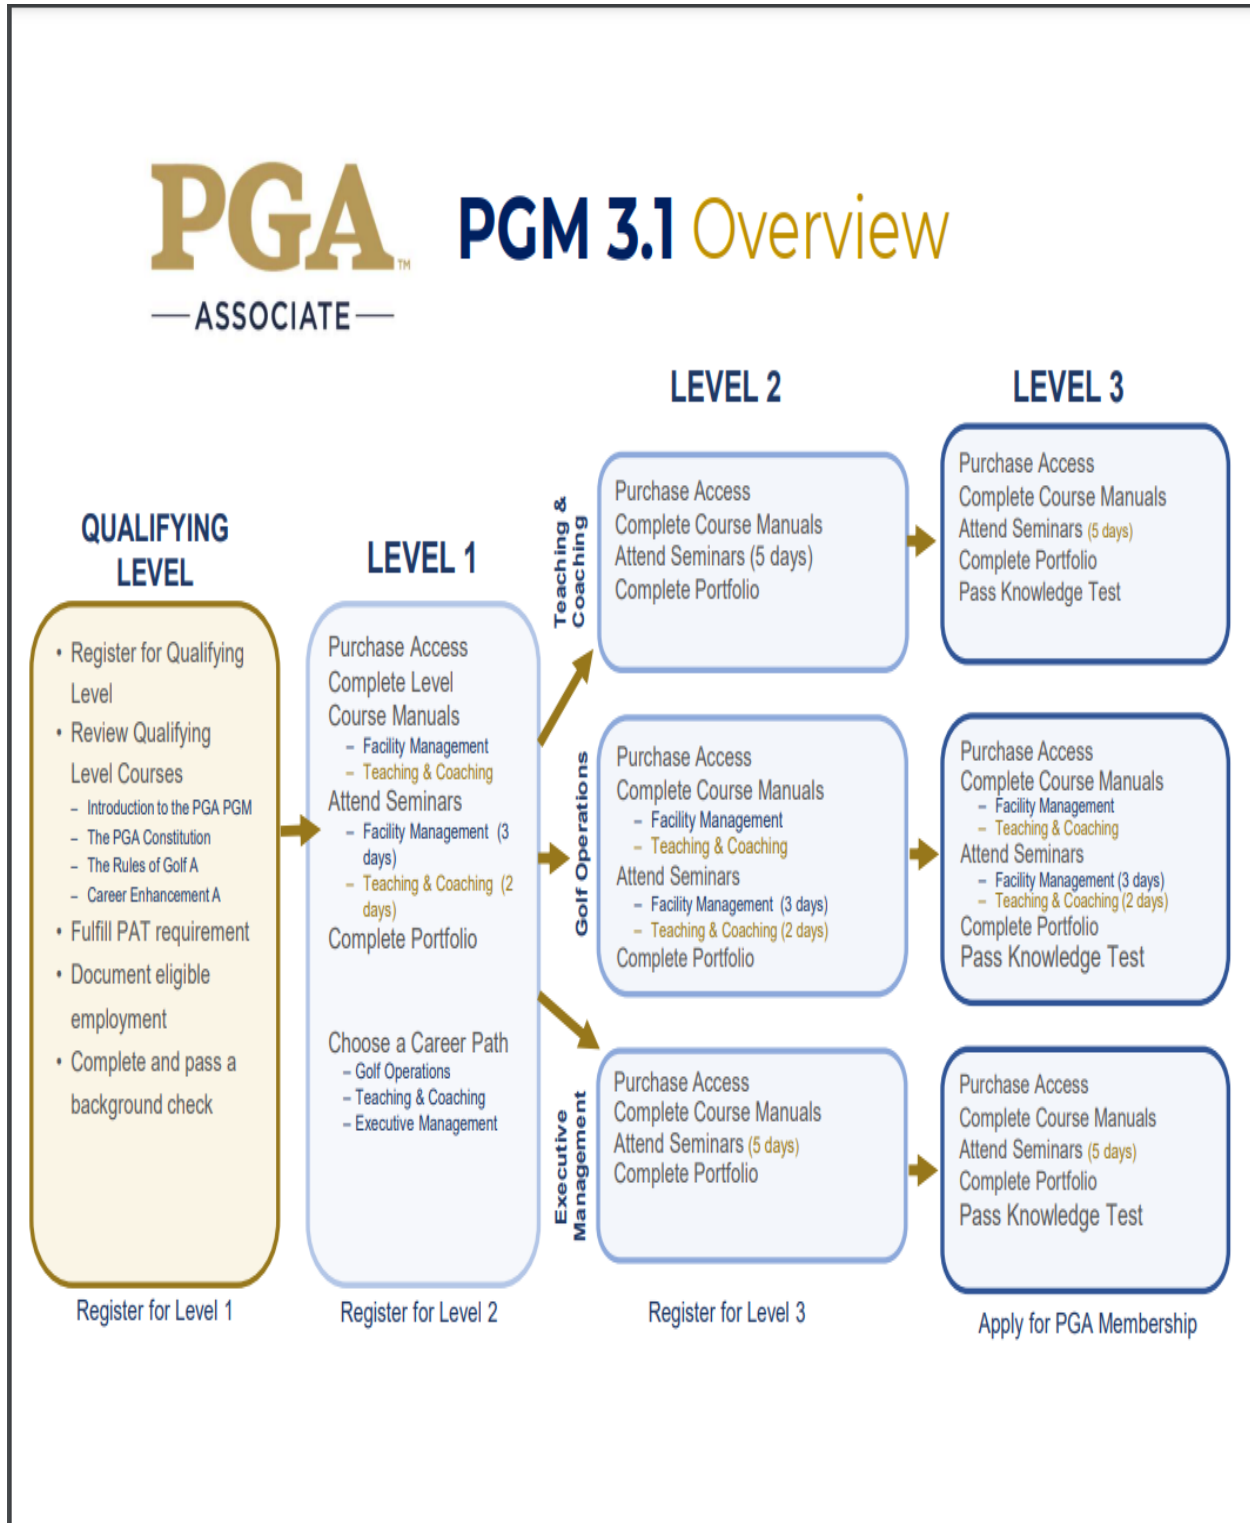 PGA™
ASSOCIATE
PGM 3.1 Overview
QUALIFYING
LEVEL
• Register for Qualifying
Level
• Review Qualifying
Level Courses
– Introduction to the PGA PGM
– The PGA Constitution
– The Rules of Golf A
– Career Enhancement A
• Fulfill PAT requirement
• Document eligible
employment
• Complete and pass a
background check
Register for Level 1
LEVEL 1
Purchase Access
Complete Level
Course Manuals
– Facility Management
– Teaching & Coaching
Attend Seminars
– Facility Management (3
days)
– Teaching & Coaching (2
days)
Complete Portfolio
Choose a Career Path
– Golf Operations
– Teaching & Coaching
– Executive Management
Register for Level 2
LEVEL 2
Teaching &
Coaching
Purchase Access
Complete Course Manuals
Attend Seminars (5 days)
Complete Portfolio
Golf Operations
Purchase Access
Complete Course Manuals
– Facility Management
– Teaching & Coaching
Attend Seminars
– Facility Management (3 days)
– Teaching & Coaching (2 days)
Complete Portfolio
Executive
Management
Purchase Access
Complete Course Manuals
Attend Seminars (5 days)
Complete Portfolio
Register for Level 3
LEVEL 3
Purchase Access
Complete Course Manuals
Attend Seminars (5 days)
Complete Portfolio
Pass Knowledge Test
Purchase Access
Complete Course Manuals
– Facility Management
– Teaching & Coaching
Attend Seminars
– Facility Management (3 days)
– Teaching & Coaching (2 days)
Complete Portfolio
Pass Knowledge Test
Purchase Access
Complete Course Manuals
Attend Seminars (5 days)
Complete Portfolio
Pass Knowledge Test
Apply for PGA Membership